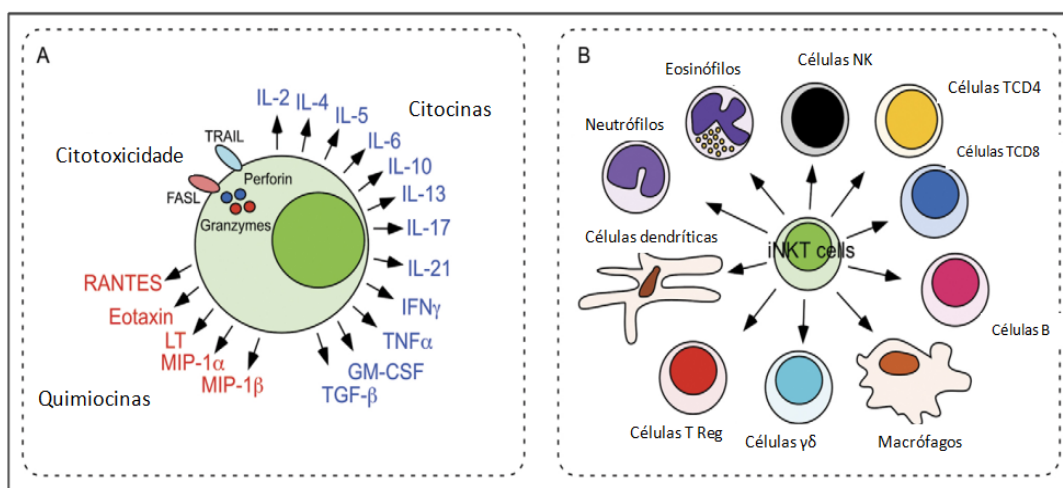 A
Citocinas
IL-2
IL-4
IL-5
IL-6
IL-10
IL-13
IL-17
IL-21
IFNγ
TNFα
GM-CSF
TGF-β
Citotoxicidade
TRAIL
FASL
Perforin
Granzymes
RANTES
Eotaxin
LT
MIP-1α
MIP-1β
Quimiocinas
B
Células NK
Eosinófilos
Células TCD4
Neutrófilos
Células TCD8
Células dendríticas
iNKT cells
Células B
Células T Reg
Células γδ
Macrófagos